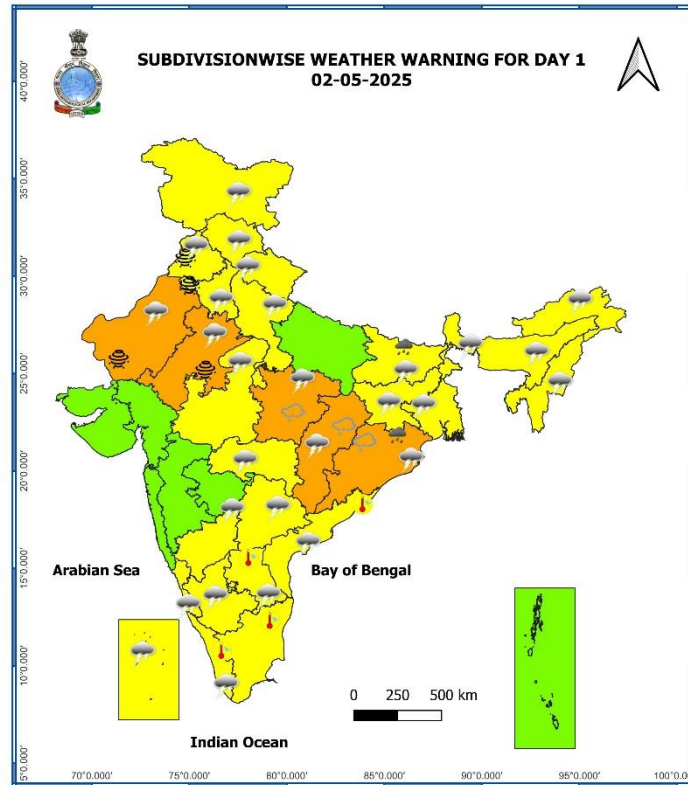 SUBDIVISIONWISE WEATHER WARNING FOR DAY 1
02-05-2025
40°0.000'
35°0.000'
30°0.000'
25°0.000'
20°0.000'
15°0.000'
10°0.000'
5°0.000'
Arabian Sea
Bay of Bengal
0 250 500 km
Indian Ocean
70°0.000' 75°0.000' 80°0.000' 85°0.000' 90°0.000' 95°0.000' 100°0.000'